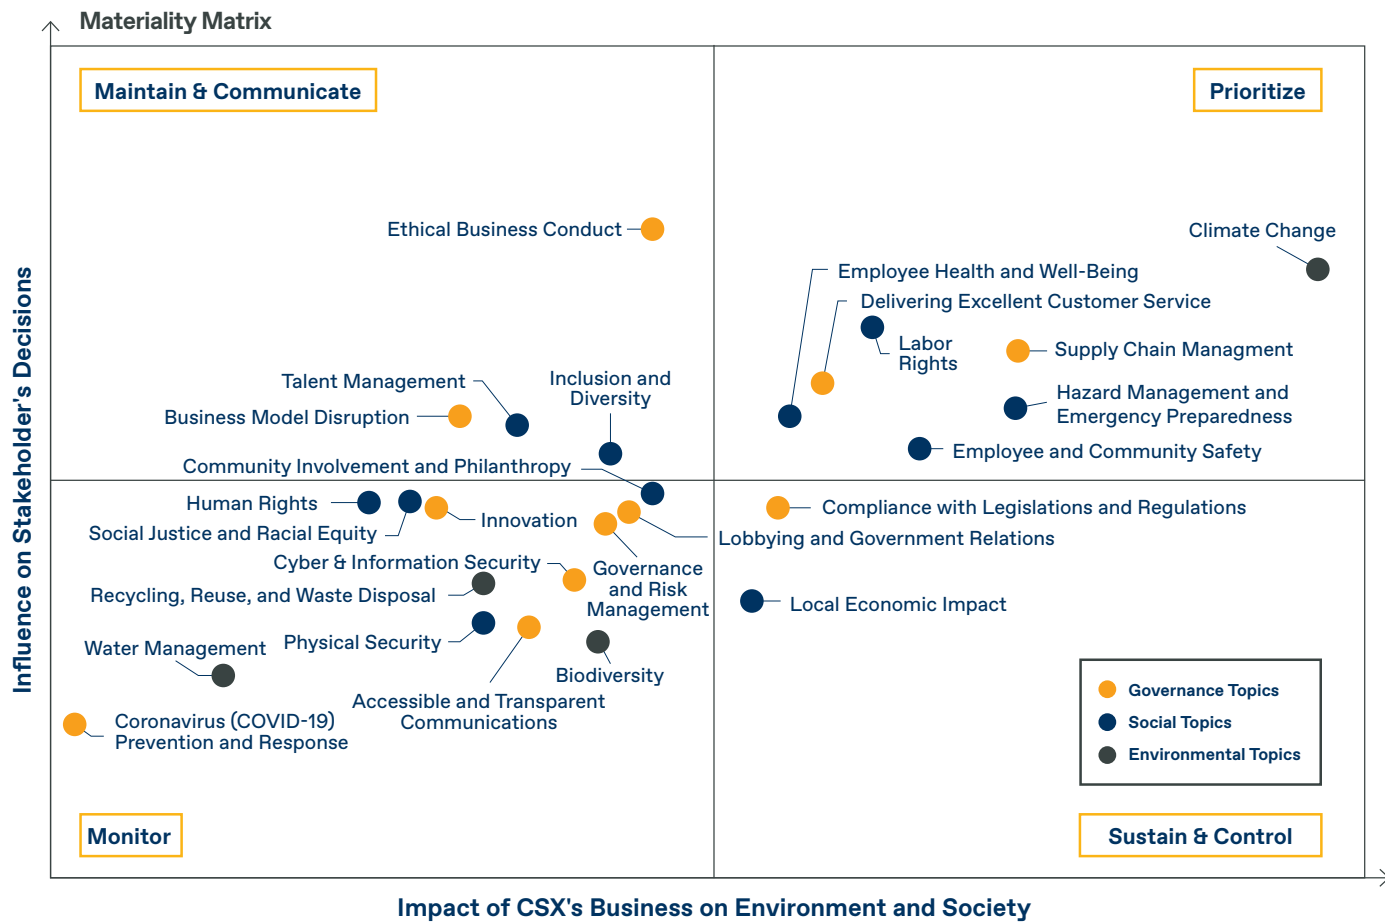 Materiality Matrix
Maintain & Communicate
Prioritize
Ethical Business Conduct
Climate Change
Employee Health and Well-Being
Delivering Excellent Customer Service
Labor
Rights
Supply Chain Managment
Talent Management
Inclusion and
Diversity
Hazard Management and
Emergency Preparedness
Business Model Disruption
Employee and Community Safety
Community Involvement and Philanthropy
Human Rights
Social Justice and Racial Equity
Innovation
Compliance with Legislations and Regulations
Lobbying and Government Relations
Cyber & Information Security
Governance
and Risk
Management
Recycling, Reuse, and Waste Disposal
Local Economic Impact
Physical Security
Water Management
Biodiversity
Accessible and Transparent
Communications
Coronavirus (COVID-19)
Prevention and Response
Governance Topics
Social Topics
Environmental Topics
Monitor
Sustain & Control
Influence on Stakeholder's Decisions
Impact of CSX's Business on Environment and Society